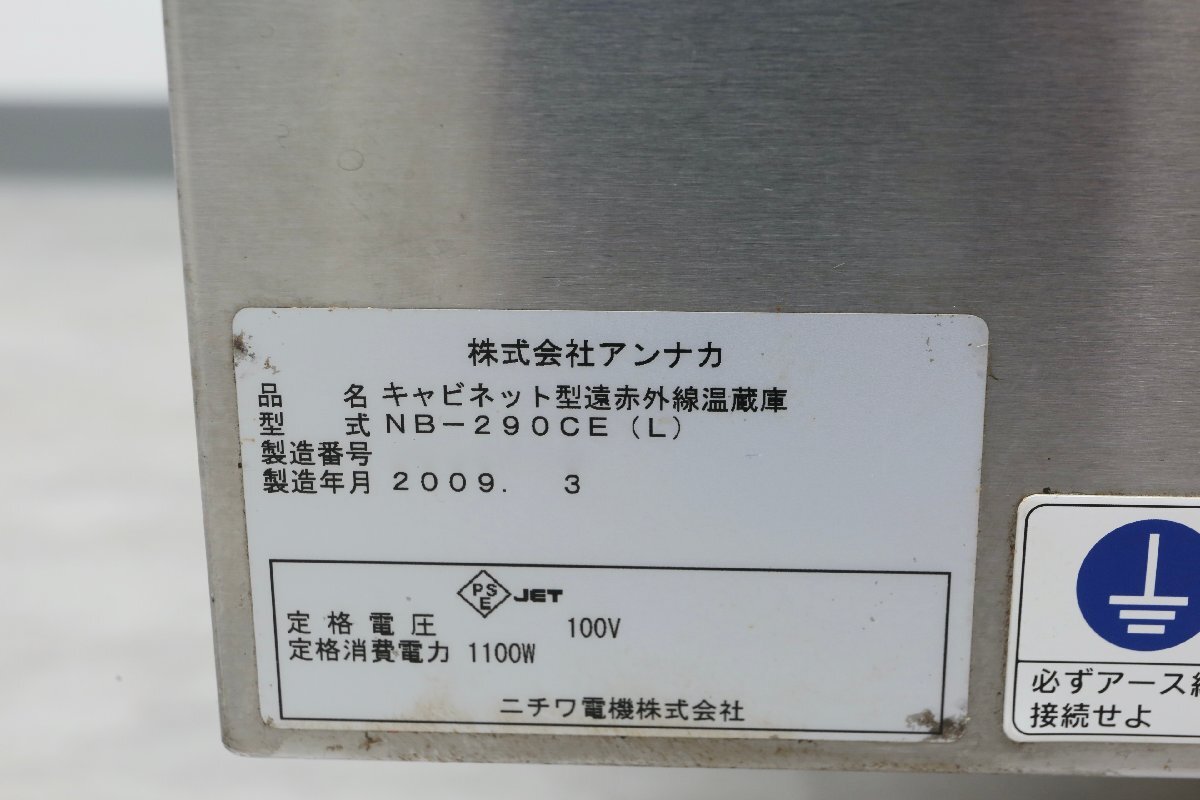 株式会社アンナカ
品名 キャビネット型遠赤外線温蔵庫
型式 NB-290CE(L)
製造番号
製造年月 2009. 3
PSE JET
定格電圧 100V
定格消費電力 1100W
ニチワ電機株式会社
必ずアース
接続せよ